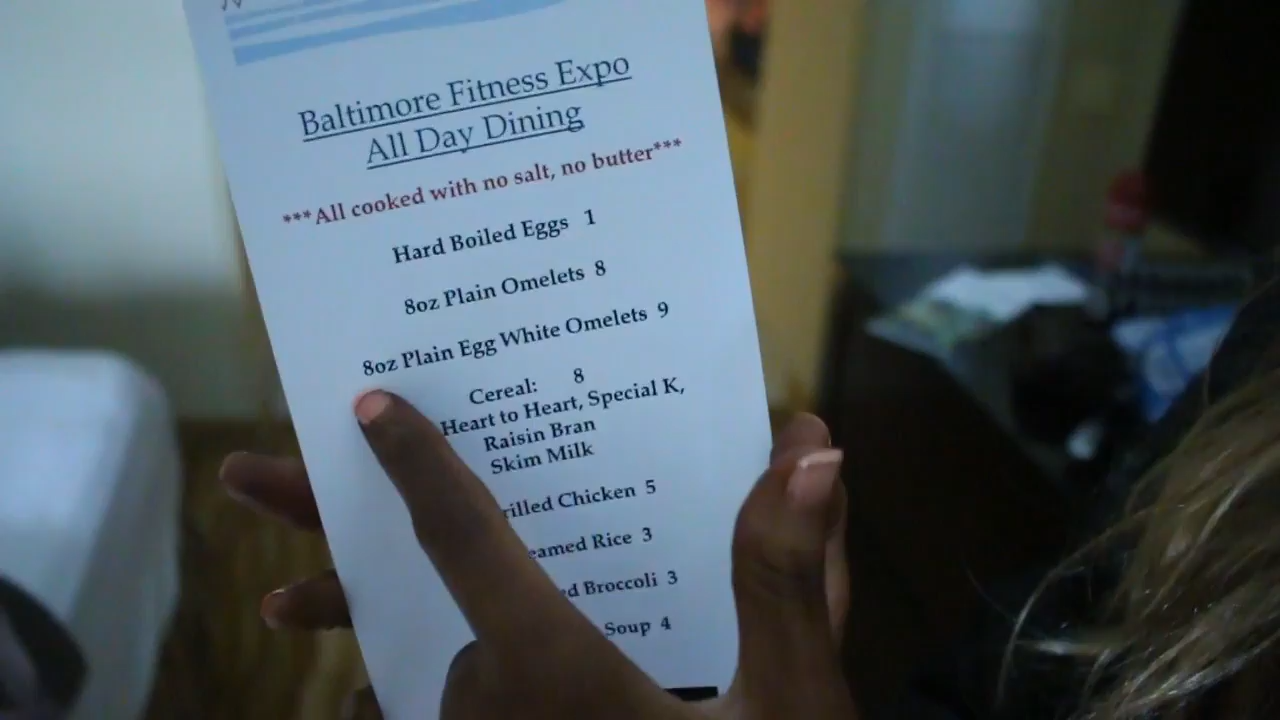 Baltimore Fitness Expo
All Day Dining
***All cooked with no salt, no butter***
Hard Boiled Eggs 1
8oz Plain Omelets 8
8oz Plain Egg White Omelets 9
Cereal: 8
Heart to Heart, Special K,
Raisin Bran
Skim Milk
Chicken 5
Rice 3
Broccoli 3
Soup 4